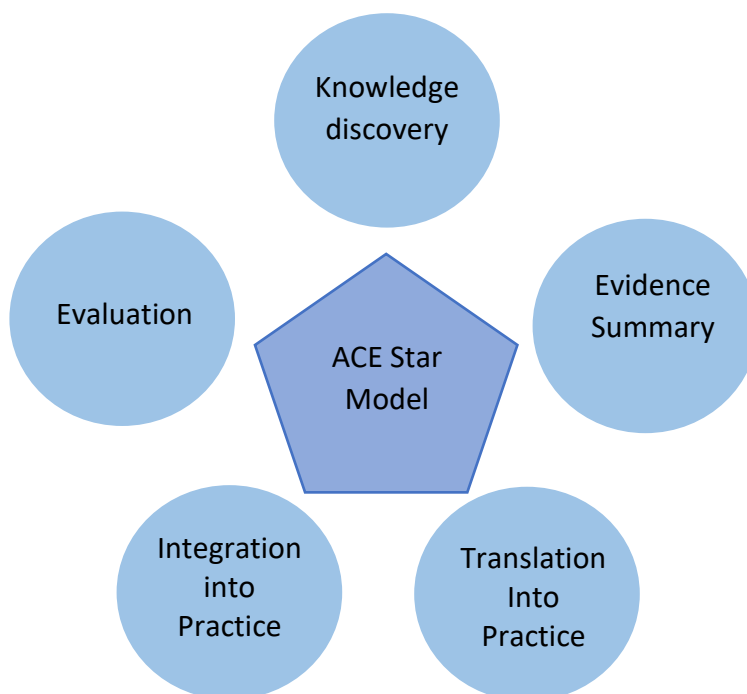 Knowledge
discovery
Evidence
Summary
Evaluation
ACE Star
Model
Integration
into
Practice
Translation
Into
Practice